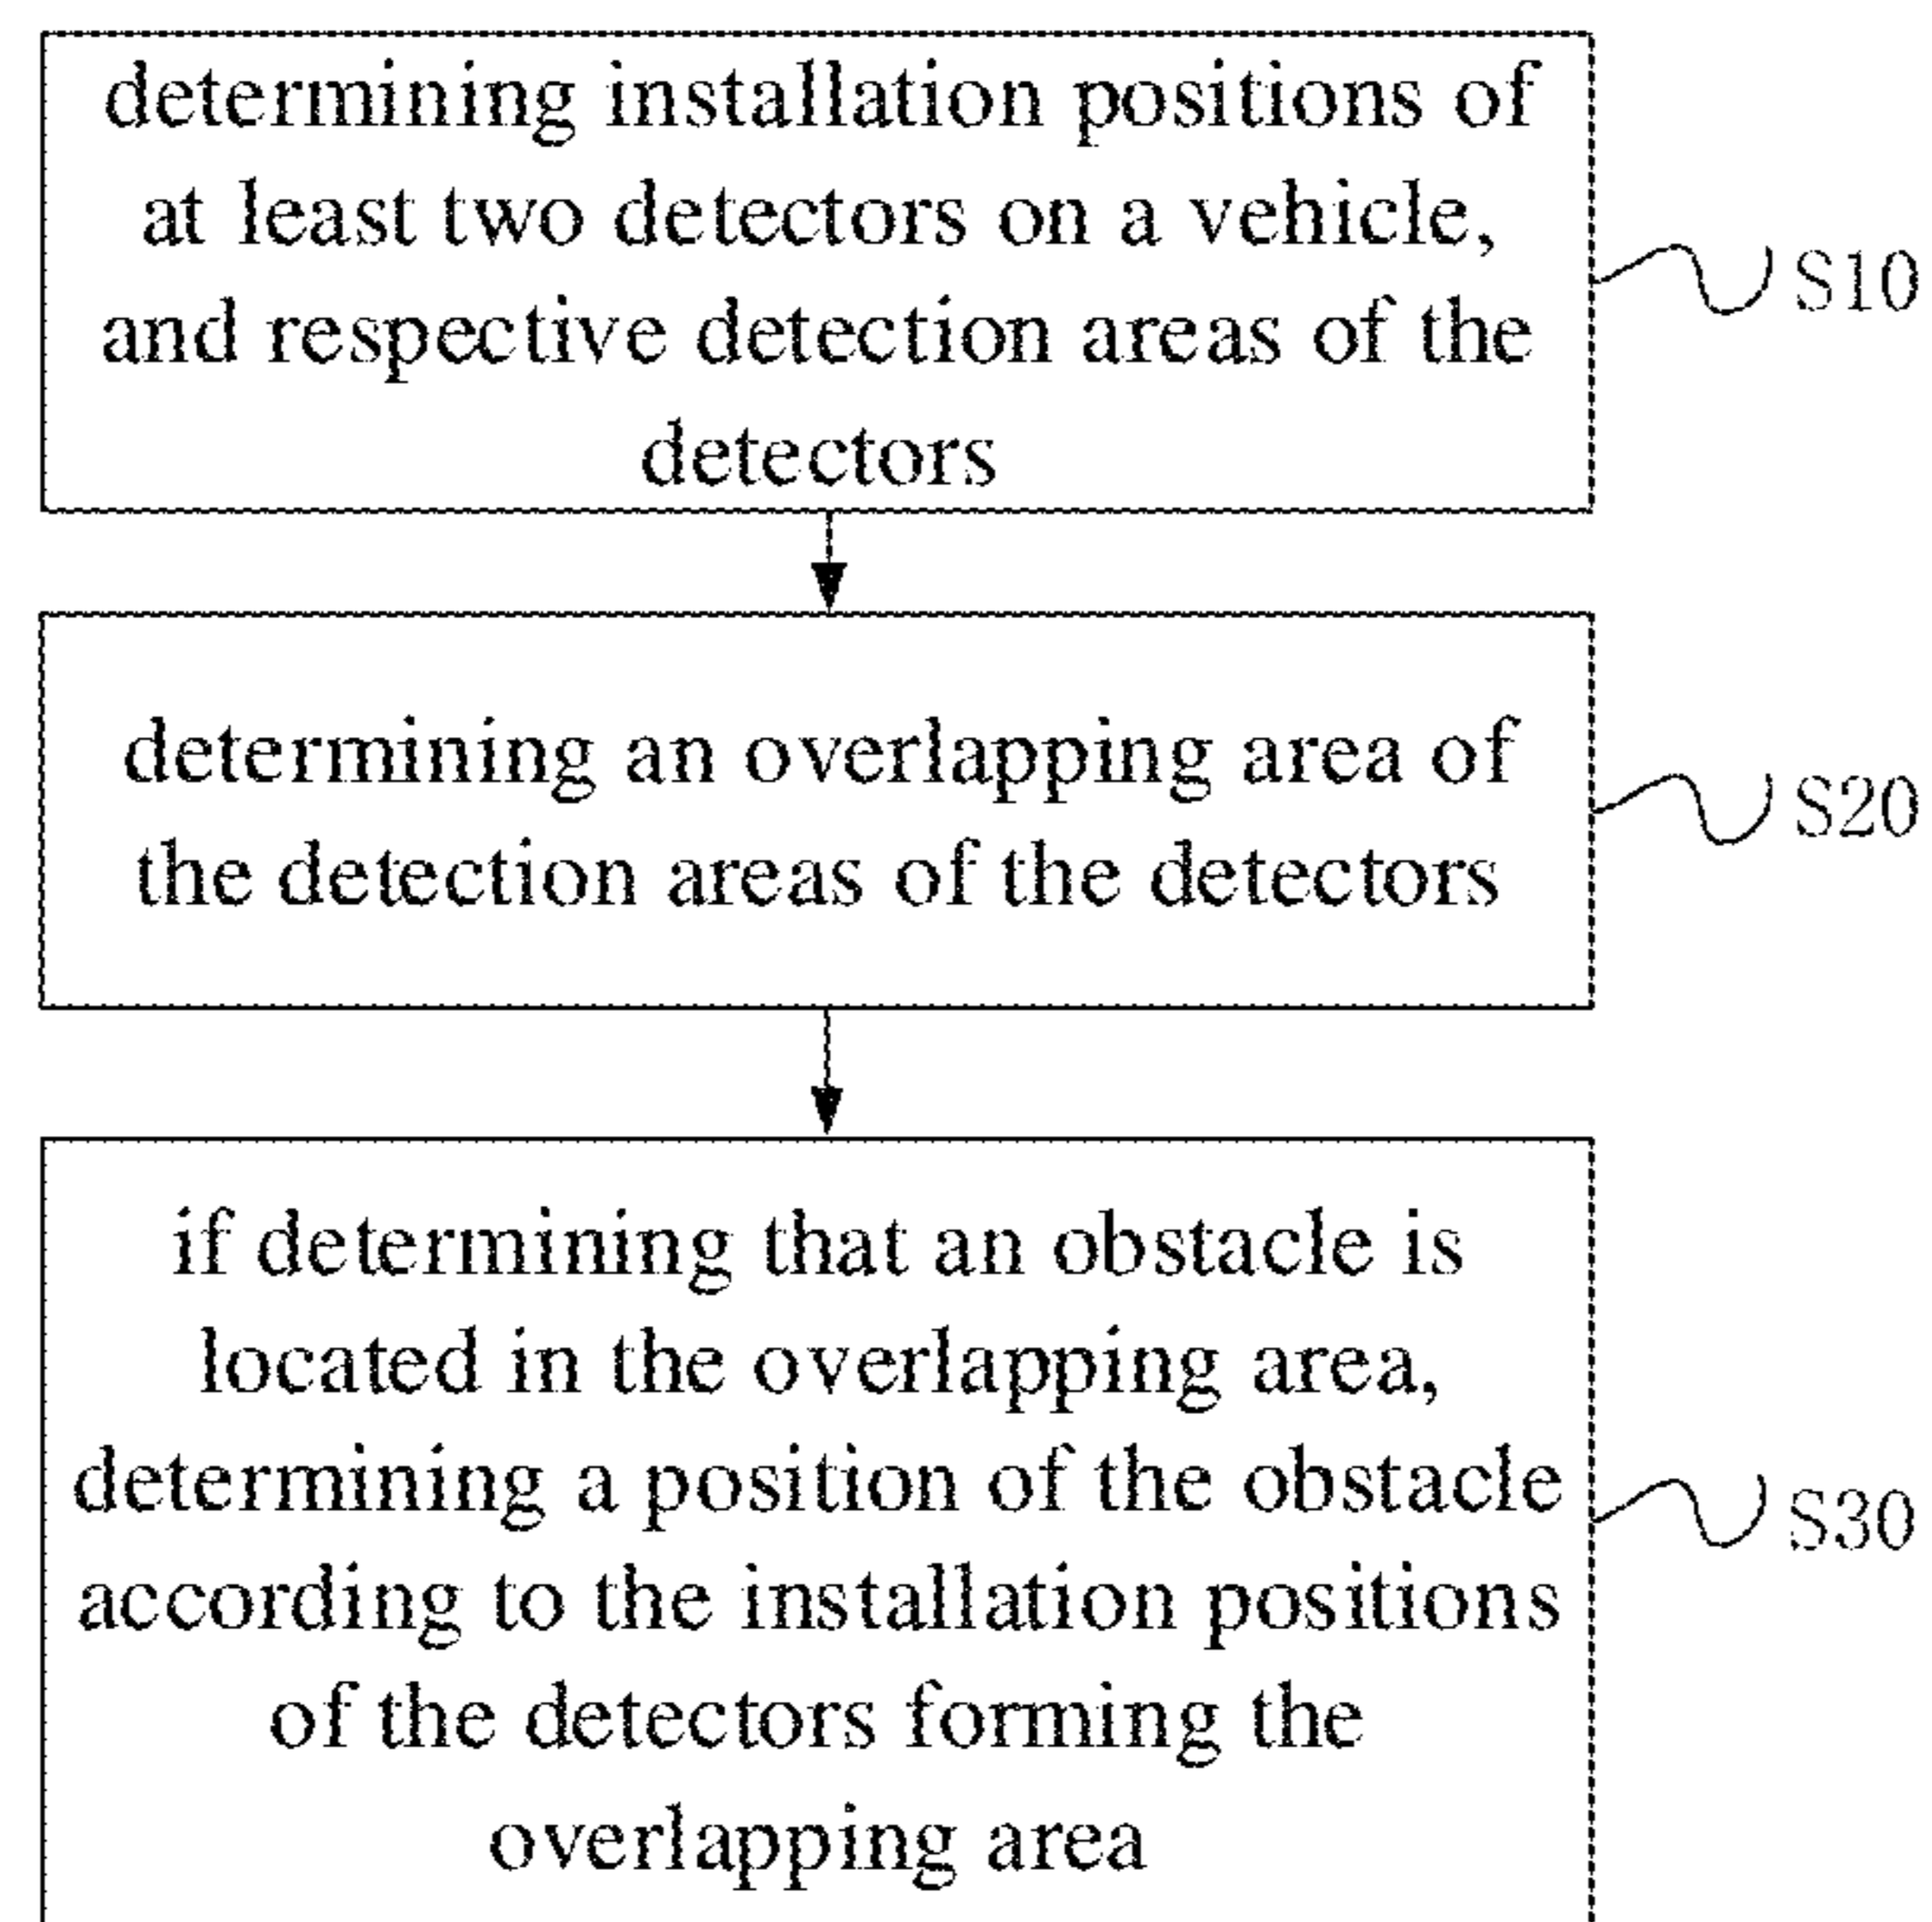 determining installation positions of
at least two detectors on a vehicle,
and respective detection areas of the
detectors
S10
determining an overlapping area of
the detection areas of the detectors
S20
if determining that an obstacle is
located in the overlapping area,
determining a position of the obstacle
according to the installation positions
of the detectors forming the
overlapping area
S30